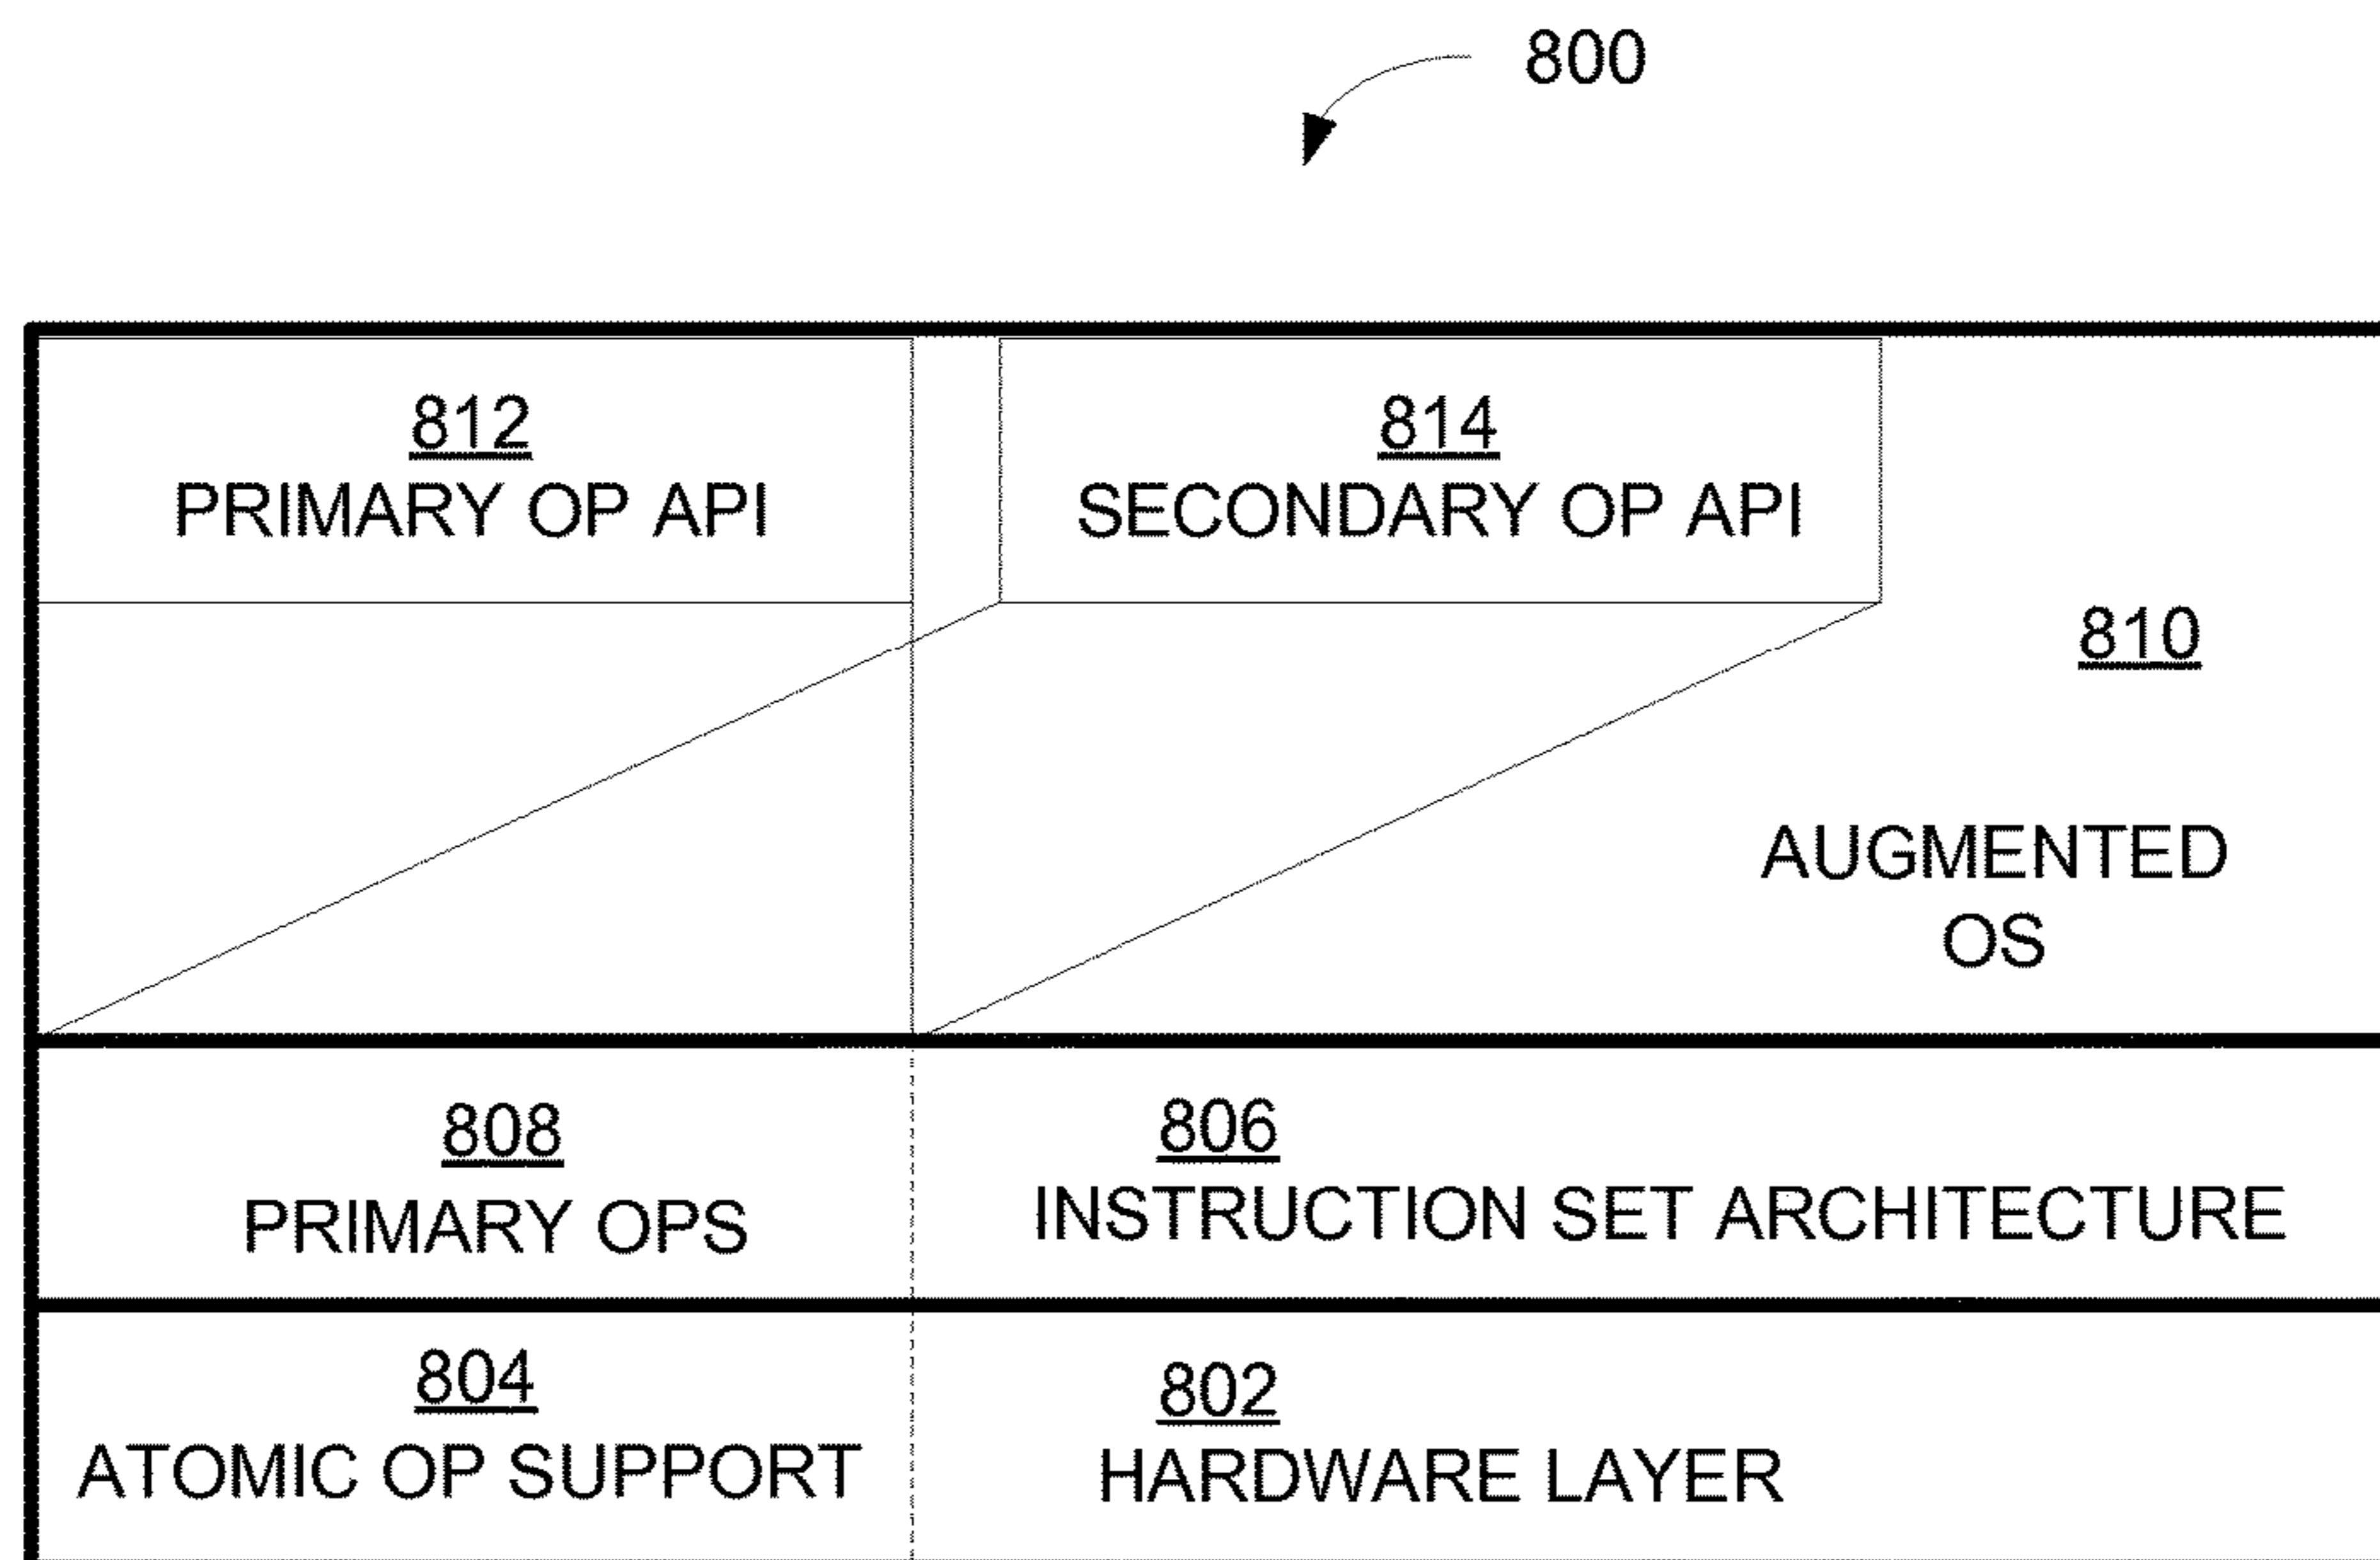 800
812
PRIMARY OP API
814
SECONDARY OP API
810
AUGMENTED
OS
808
PRIMARY OPS
806
INSTRUCTION SET ARCHITECTURE
804
ATOMIC OP SUPPORT
802
HARDWARE LAYER